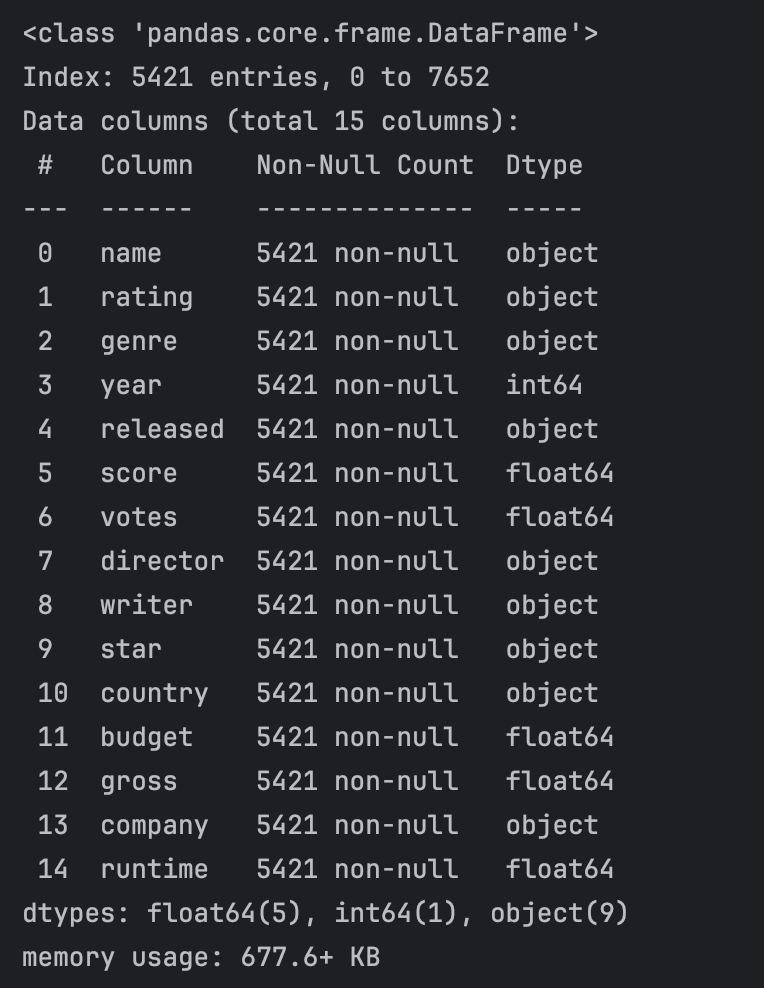 <class 'pandas.core.frame.DataFrame'>
Index: 5421 entries, 0 to 7652
Data columns (total 15 columns):
 #   Column    Non-Null Count  Dtype
---  ------    --------------  -----
 0   name      5421 non-null   object
 1   rating    5421 non-null   object
 2   genre     5421 non-null   object
 3   year      5421 non-null   int64
 4   released  5421 non-null   object
 5   score     5421 non-null   float64
 6   votes     5421 non-null   float64
 7   director  5421 non-null   object
 8   writer    5421 non-null   object
 9   star      5421 non-null   object
 10  country   5421 non-null   object
 11  budget    5421 non-null   float64
 12  gross     5421 non-null   float64
 13  company   5421 non-null   object
 14  runtime   5421 non-null   float64
dtypes: float64(5), int64(1), object(9)
memory usage: 677.6+ KB